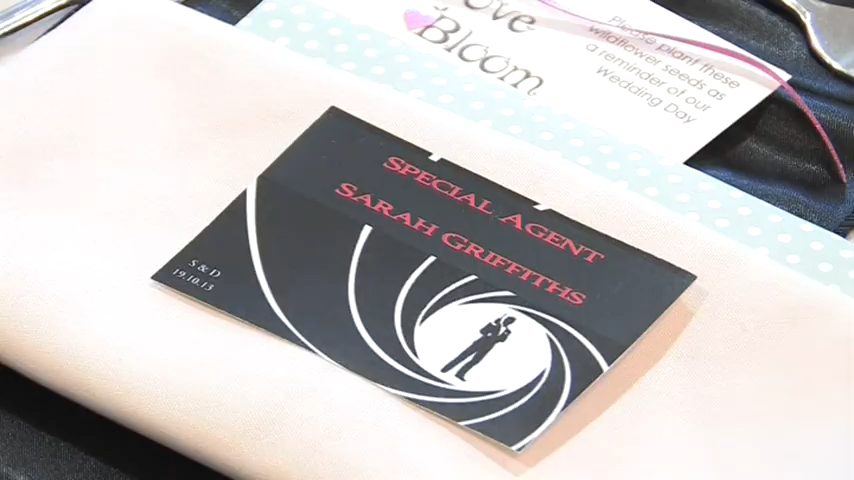 Love
Bloom
Please plant these
wildflower seeds as
a reminder of our
Wedding Day
SPECIAL AGENT
SARAH GRIFFITHS
S & D
19.10.13